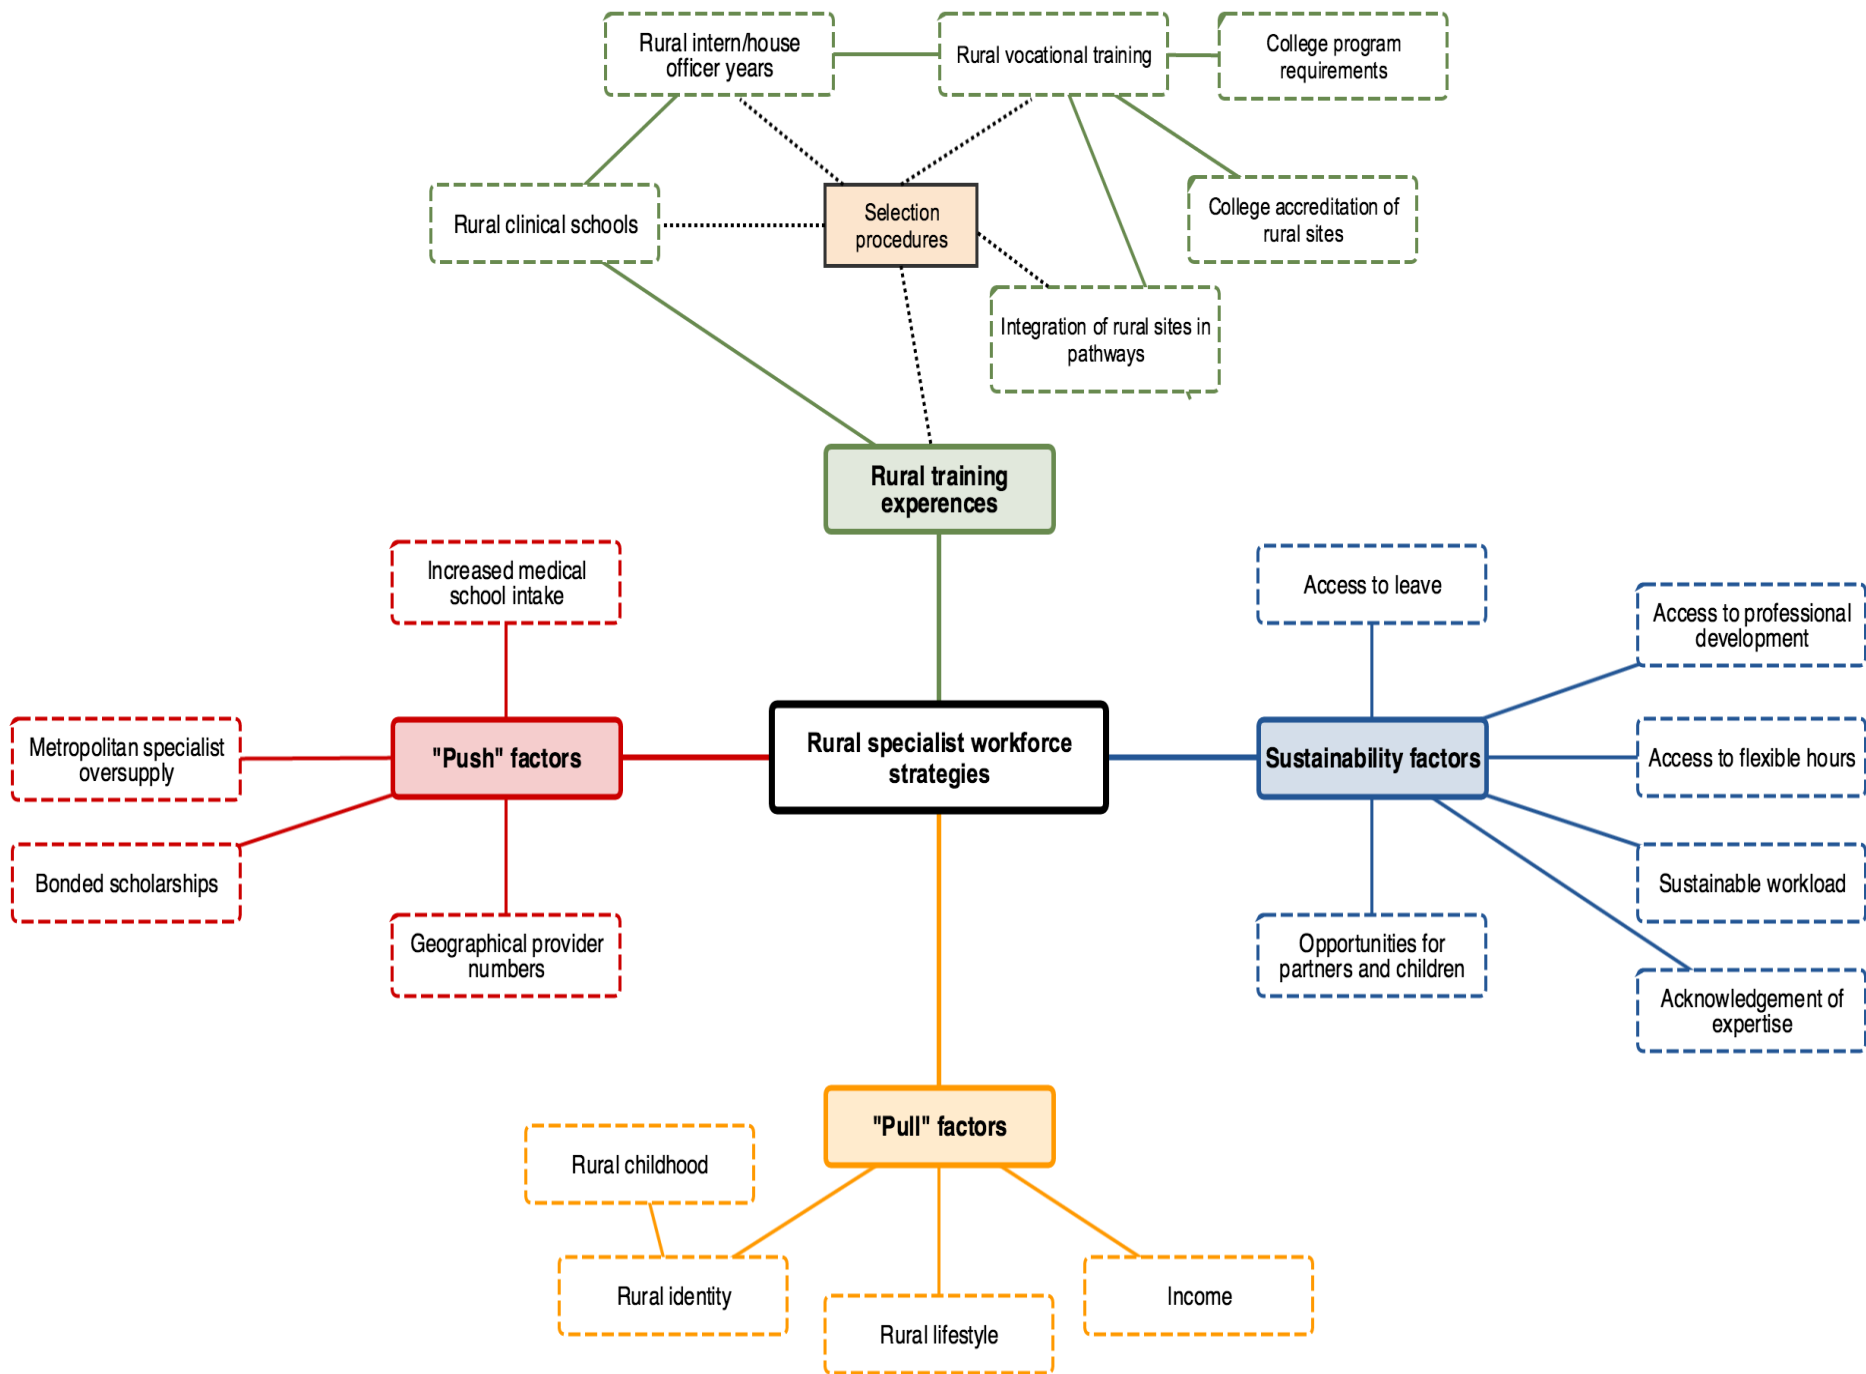 Rural intern/house
officer years
Rural vocational training
College program
requirements
Rural clinical schools
Selection
procedures
College accreditation of
rural sites
Integration of rural sites in
pathways
Rural training
experences
Increased medical
school intake
Access to leave
Access to professional
development
Metropolitan specialist
oversupply
"Push" factors
Rural specialist workforce
strategies
Sustainability factors
Access to flexible hours
Bonded scholarships
Sustainable workload
Geographical provider
numbers
Opportunities for
partners and children
Acknowledgement of
expertise
"Pull" factors
Rural childhood
Rural identity
Rural lifestyle
Income